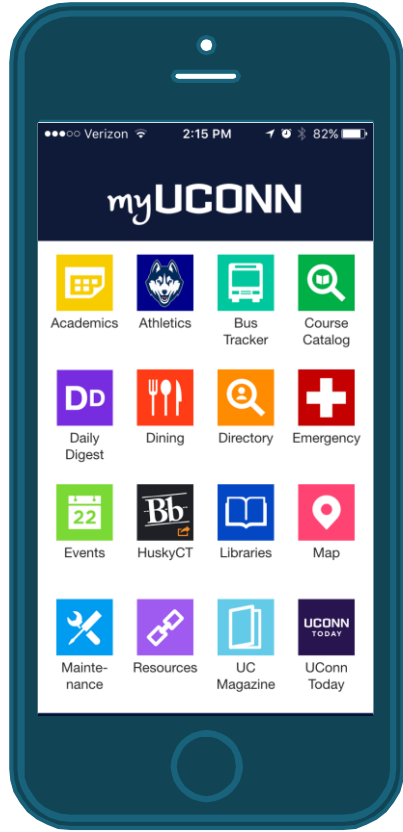 Verizon 2:15 PM 82%
myUCONN
Academics Athletics Bus Tracker Course Catalog
DD
Daily Digest Dining Directory Emergency
22 Bb
Events HuskyCT Libraries Map
UCONN
TODAY
Mainte-
nance Resources UC Magazine UConn Today